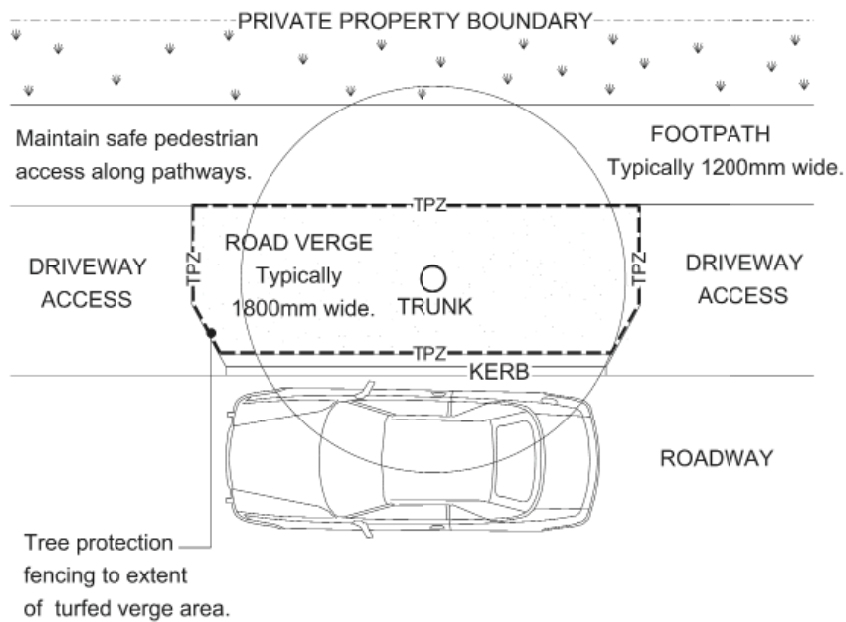 PRIVATE PROPERTY BOUNDARY
Maintain safe pedestrian
access along pathways.
FOOTPATH
Typically 1200mm wide.
TPZ
DRIVEWAY
ACCESS
TPZ
ROAD VERGE
Typically
1800mm wide.
TRUNK
TPZ
DRIVEWAY
ACCESS
TPZ
KERB
ROADWAY
Tree protection
fencing to extent
of turfed verge area.